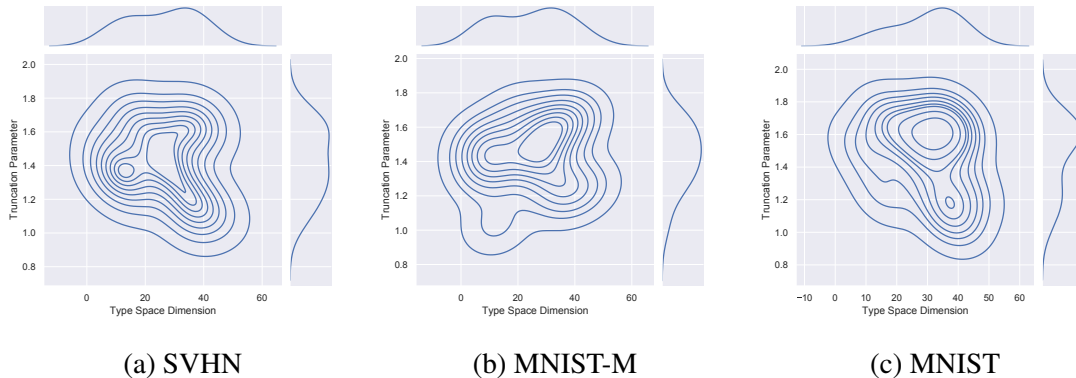 2.0
1.8
1.6
1.4
1.2
1.0
0.8
Truncation Parameter
0 20 40 60
Type Space Dimension
(a) SVHN
2.0
1.8
1.6
1.4
1.2
1.0
0.8
Truncation Parameter
0 20 40 60
Type Space Dimension
(b) MNIST-M
2.0
1.8
1.6
1.4
1.2
1.0
0.8
Truncation Parameter
−10 0 10 20 30 40 50 60
Type Space Dimension
(c) MNIST